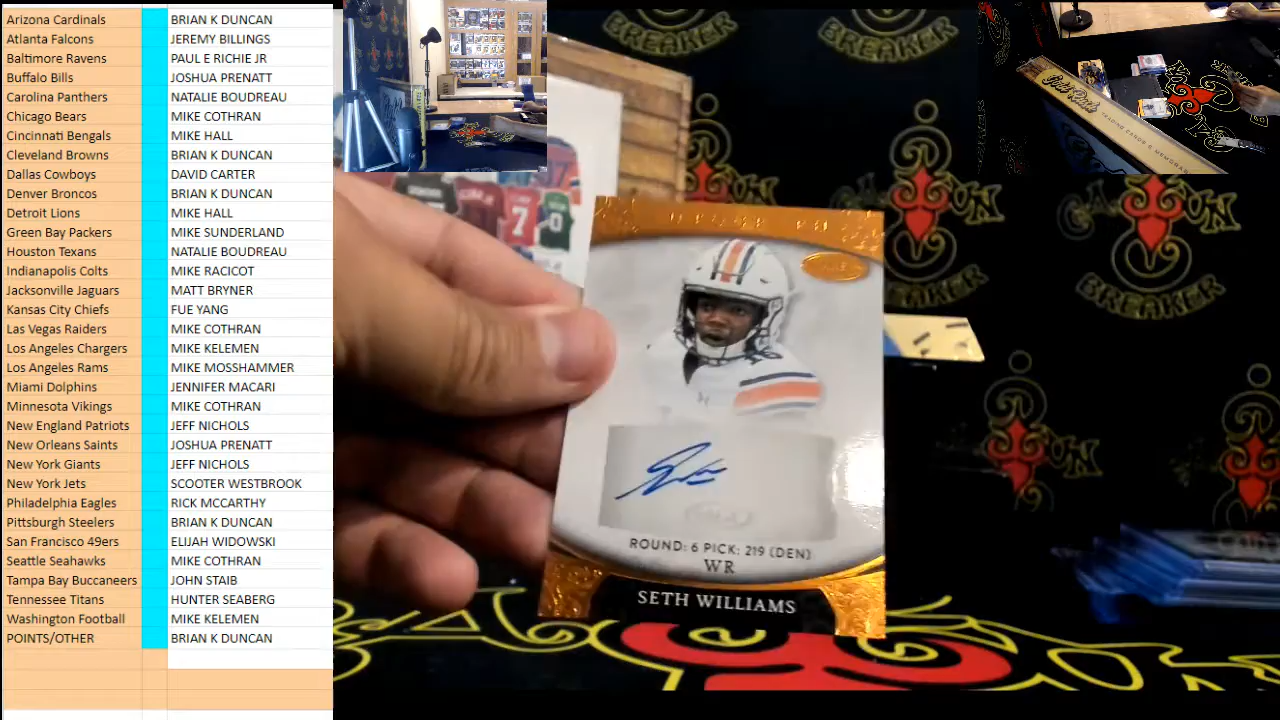 Arizona Cardinals BRIAN K DUNCAN
Atlanta Falcons JEREMY BILLINGS
Baltimore Ravens PAUL E RICHIE JR
Buffalo Bills JOSHUA PRENATT
Carolina Panthers NATALIE BOUDREAU
Chicago Bears MIKE COTHRAN
Cincinnati Bengals MIKE HALL
Cleveland Browns BRIAN K DUNCAN
Dallas Cowboys DAVID CARTER
Denver Broncos BRIAN K DUNCAN
Detroit Lions MIKE HALL
Green Bay Packers MIKE SUNDERLAND
Houston Texans NATALIE BOUDREAU
Indianapolis Colts MIKE RACICOT
Jacksonville Jaguars MATT BRYNER
Kansas City Chiefs FUE YANG
Las Vegas Raiders MIKE COTHRAN
Los Angeles Chargers MIKE KELEMEN
Los Angeles Rams MIKE MOSSHAMMER
Miami Dolphins JENNIFER MACARI
Minnesota Vikings MIKE COTHRAN
New England Patriots JEFF NICHOLS
New Orleans Saints JOSHUA PRENATT
New York Giants JEFF NICHOLS
New York Jets SCOOTER WESTBROOK
Philadelphia Eagles RICK MCCARTHY
Pittsburgh Steelers BRIAN K DUNCAN
San Francisco 49ers ELIJAH WIDOWSKI
Seattle Seahawks MIKE COTHRAN
Tampa Bay Buccaneers JOHN STAIB
Tennessee Titans HUNTER SEABERG
Washington Football MIKE KELEMEN
POINTS/OTHER BRIAN K DUNCAN
BREAKER
BREAKER
7
0
CAJUN
BREAKER
BREAKER
ROUND: 6 PICK: 219 (DEN)
WR
SETH WILLIAMS
TRADING CARDS & MEMORABILIA